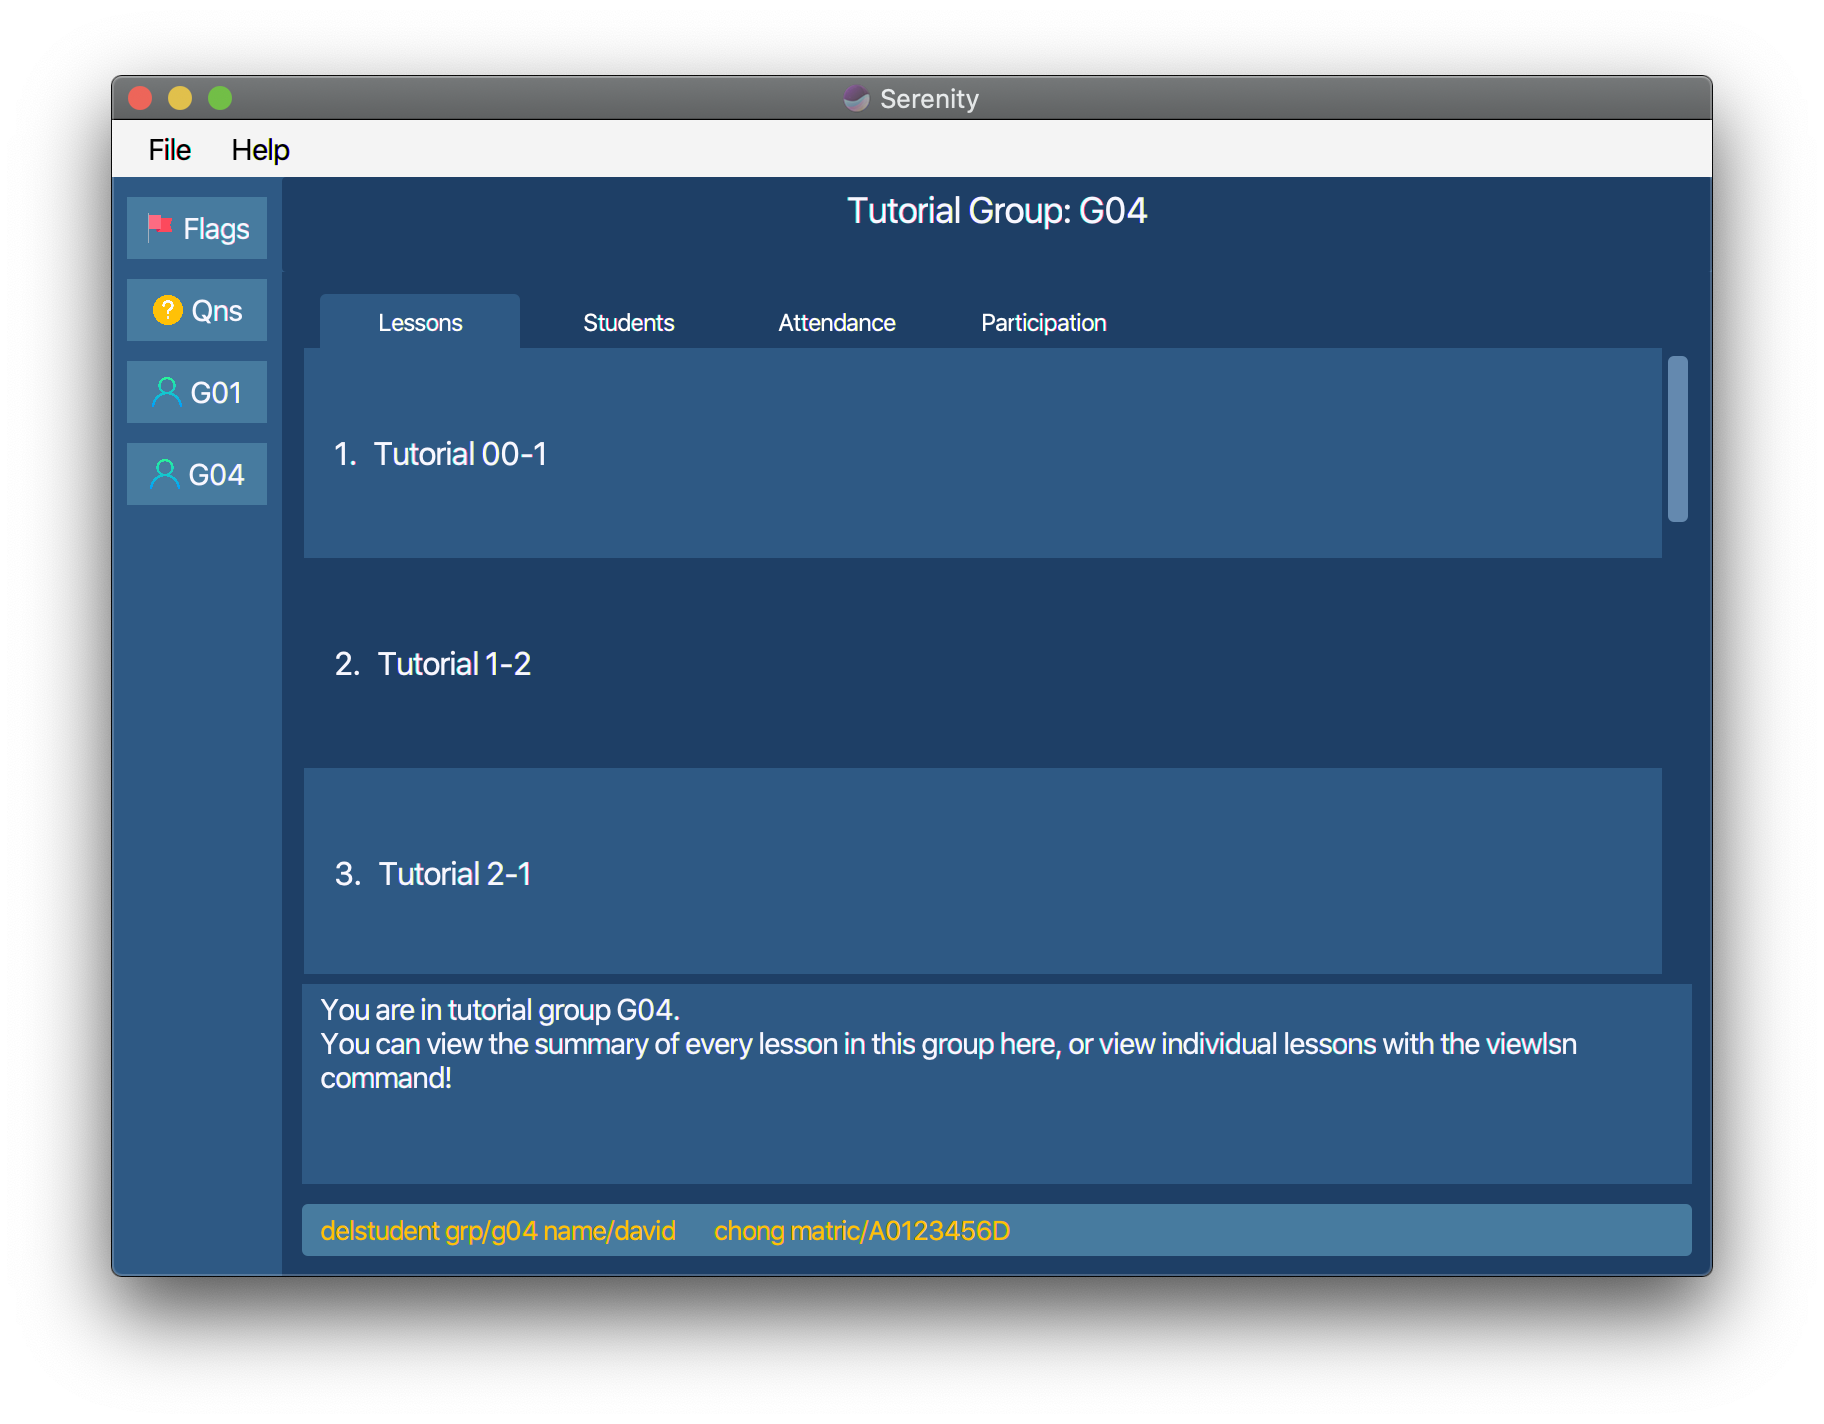 Serenity
File Help
Flags
Qns
G01
G04
Tutorial Group: G04
Lessons Students Attendance Participation
1. Tutorial 00-1
2. Tutorial 1-2
3. Tutorial 2-1
You are in tutorial group G04.
You can view the summary of every lesson in this group here, or view individual lessons with the viewlsn
command!
delstudent grp/g04 name/david     chong matric/A0123456D